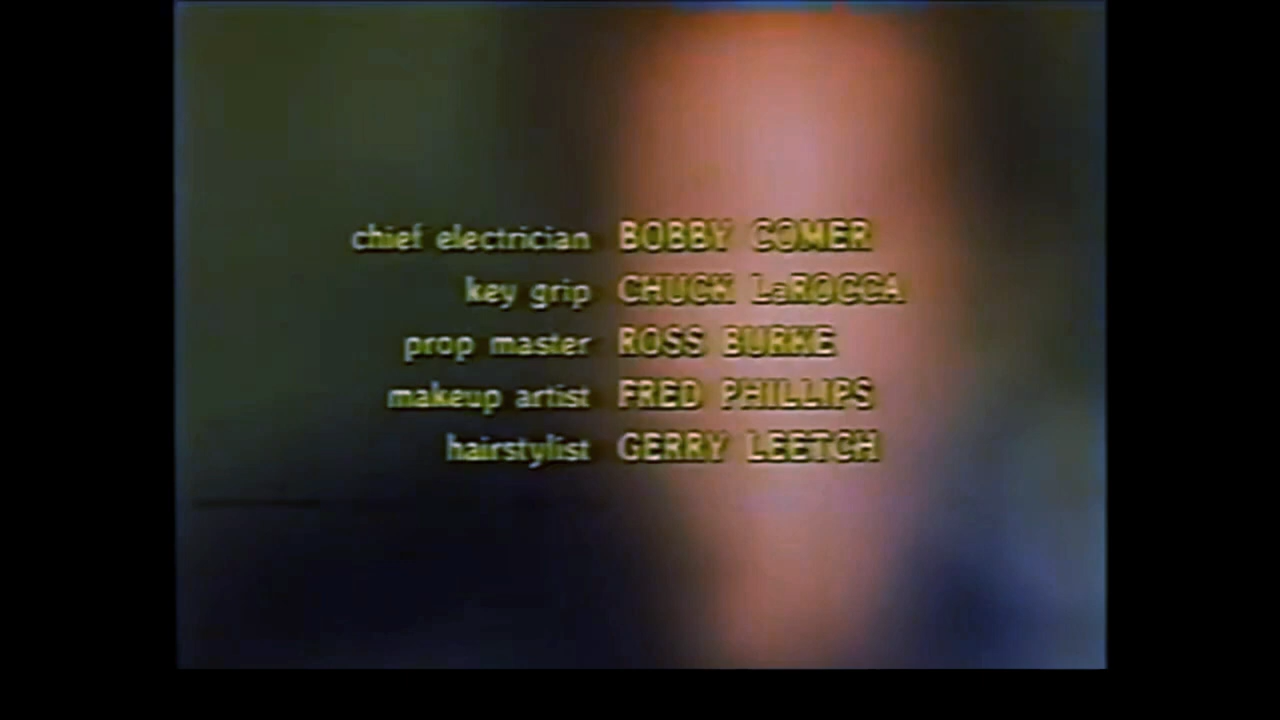 chief electrician BOBBY COMER
key grip CHUCK LaROCCA
prop master ROSS BURKE
makeup artist FRED PHILLIPS
hairstylist GERRY LEETCH